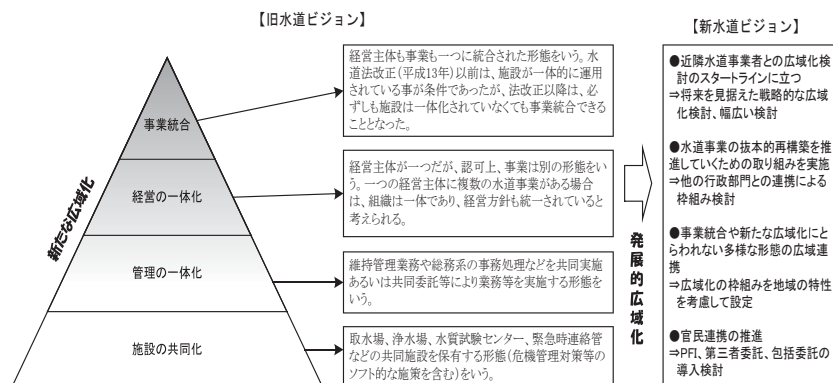 【旧水道ビジョン】
【新水道ビジョン】
新たな広域化
事業統合
経営の一体化
管理の一体化
施設の共同化
経営主体も事業も一つに統合された形態をいう。水
道法改正(平成13年)以前は、施設が一体的に運用
されている事が条件であったが、法改正以降は、必
ずしも施設は一体化されていなくても事業統合できる
こととなった。
経営主体が一つだが、認可上、事業は別の形態をい
う。一つの経営主体に複数の水道事業がある場合
は、組織は一体であり、経営方針も統一されていると
考えられる。
維持管理業務や総務系の事務処理などを共同実施
あるいは共同委託等により業務等を実施する形態を
いう。
取水場、浄水場、水質試験センター、緊急時連絡管
などの共同施設を保有する形態(危機管理対策等の
ソフト的な施策を含む)をいう。
発展的広域化
●近隣水道事業者との広域化検
討のスタートラインに立つ
⇒将来を見据えた戦略的な広域
化検討、幅広い検討
●水道事業の抜本的再構築を推
進していくための取り組みを実施
⇒他の行政部門との連携による
枠組み検討
●事業統合や新たな広域化にと
らわれない多様な形態の広域連
携
⇒広域化の枠組みを地域の特性
を考慮して設定
●官民連携の推進
⇒PFI、第三者委託、包括委託の
導入検討